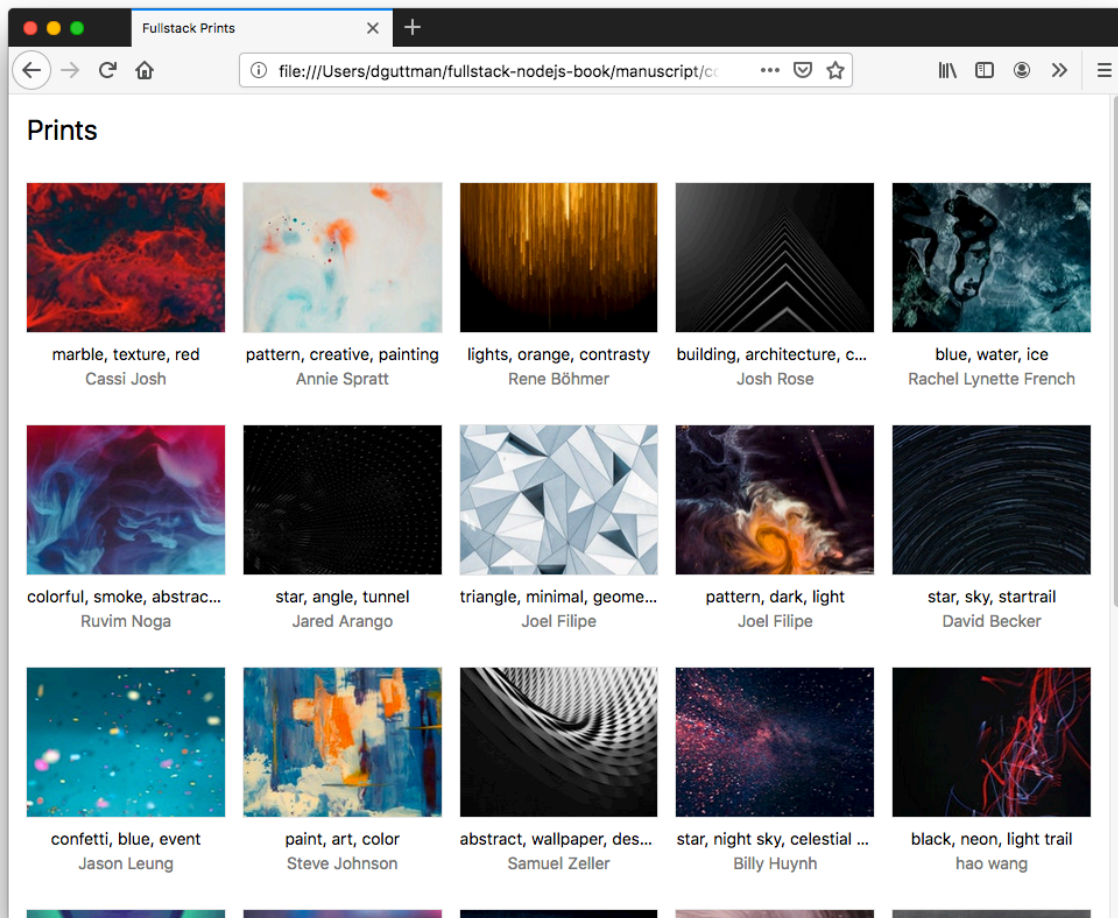 Fullstack Prints
file:///Users/dguttman/fullstack-nodejs-book/manuscript/
Prints
marble, texture, red
Cassi Josh
pattern, creative, painting
Annie Spratt
lights, orange, contrasty
Rene Böhmer
building, architecture, c...
Josh Rose
blue, water, ice
Rachel Lynette French
colorful, smoke, abstrac...
Ruvim Noga
star, angle, tunnel
Jared Arango
triangle, minimal, geome...
Joel Filipe
pattern, dark, light
Joel Filipe
star, sky, startrail
David Becker
confetti, blue, event
Jason Leung
paint, art, color
Steve Johnson
abstract, wallpaper, des...
Samuel Zeller
star, night sky, celestial ...
Billy Huynh
black, neon, light trail
hao wang